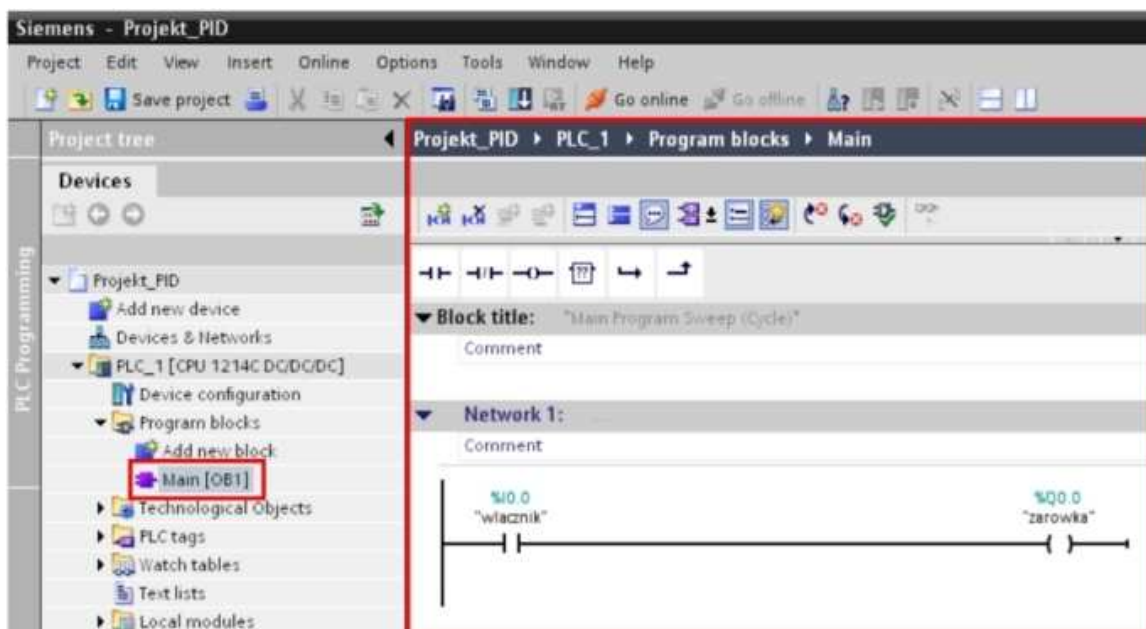 Siemens - Projekt_PID
Project Edit View Insert Online Options Tools Window Help
Save project Go online Go offline
Project tree
Projekt_PID PLC_1 Program blocks Main
Devices
PLC Programming
Projekt_PID
Add new device
Devices & Networks
PLC_1 [CPU 1214C DC/DC/DC]
Device configuration
Program blocks
Add new block
Main [OB1]
Technological Objects
PLC tags
Watch tables
Text lists
Local modules
??
Block title: "Main Program Sweep (Cycle)"
Comment
Network 1:
Comment
%I0.0
"wlacznik"
%Q0.0
"zarowka"